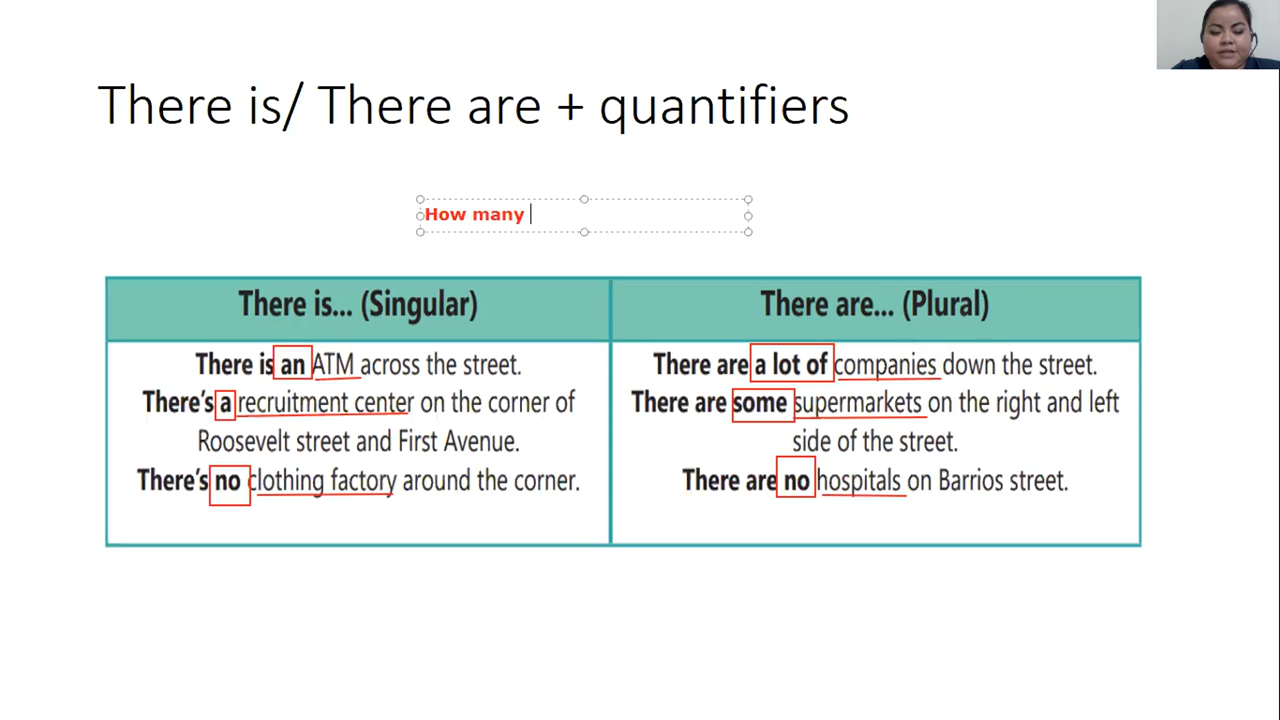 There is/ There are + quantifiers
How many
There is... (Singular)
There is an ATM across the street.
There's a recruitment center on the corner of
Roosevelt street and First Avenue.
There's no clothing factory around the corner.
There are... (Plural)
There are a lot of companies down the street.
There are some supermarkets on the right and left
side of the street.
There are no hospitals on Barrios street.